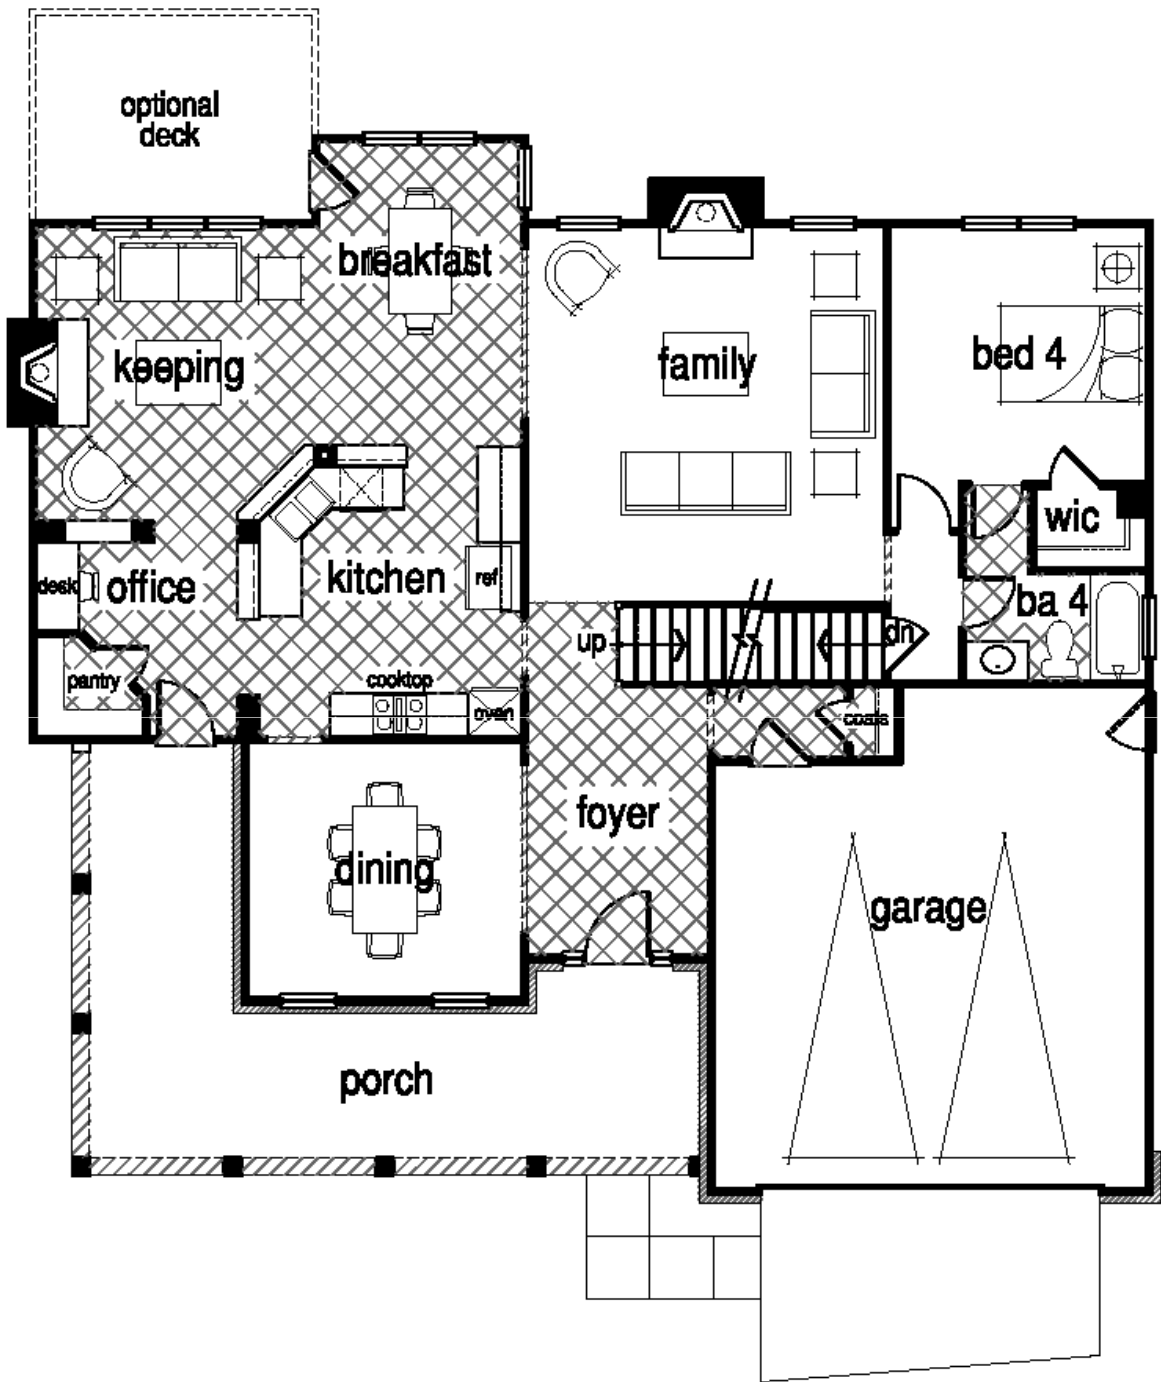 optional
deck
breakfast
keeping
family
bed 4
wic
desk
office
kitchen
ref
ba 4
up
dn
pantry
cooktop
oven
coats
foyer
dining
garage
porch